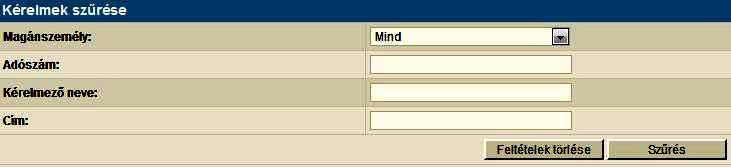 Kérelmek szűrése
Magánszemély: Mind
Adószám:
Kérelmező neve:
Cím:
Feltételek törlése Szűrés